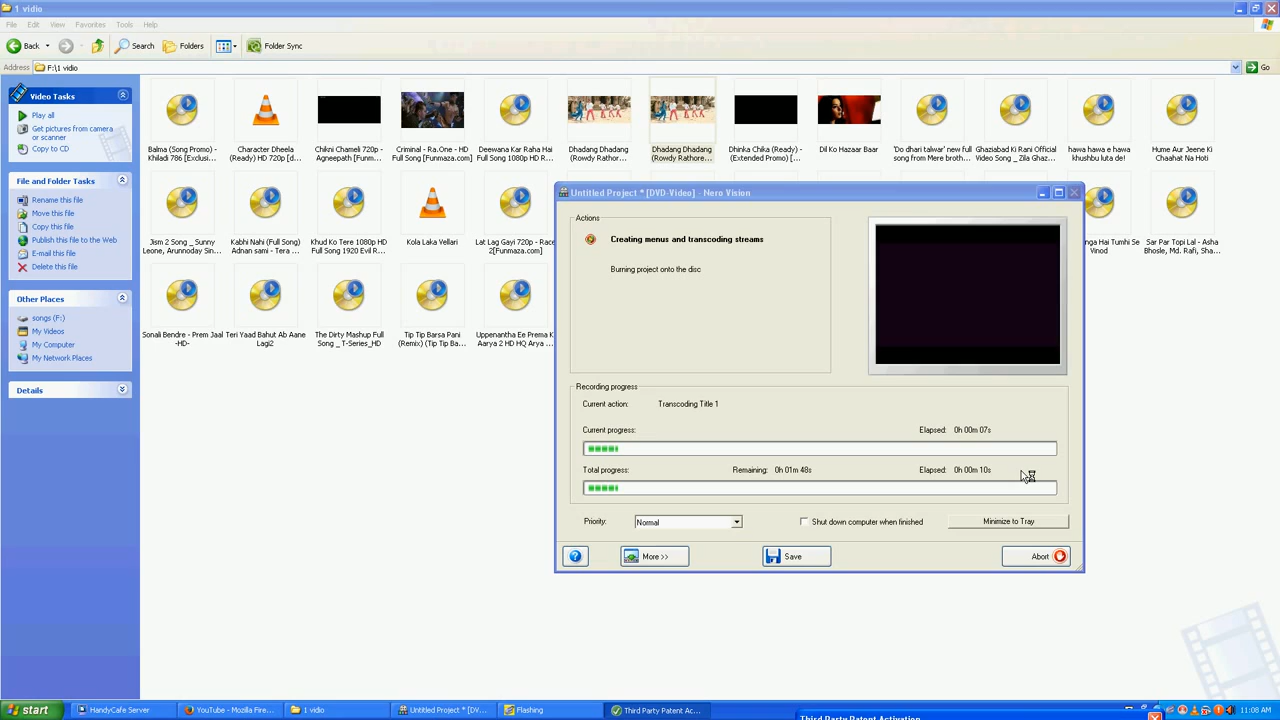 1 vidio
File Edit View Favorites Tools Help
Back Search Folders Folder Sync
Address F:\1 vidio Go
Video Tasks
Play all
Get pictures from camera
or scanner
Copy to CD
File and Folder Tasks
Rename this file
Move this file
Copy this file
Publish this file to the Web
E-mail this file
Delete this file
Other Places
songs (F:)
My Videos
My Computer
My Network Places
Details
Balma (Song Promo) -
Khiladi 786 [Exclusi...
Character Dheela
(Ready) HD 720p [d...
Chikni Chameli 720p -
Agneepath [Funma...
Criminal - Ra.One - HD
Full Song [Funmaza.com]
Deewana Kar Raha Hai
Full Song 1080p HD R...
Dhadang Dhadang
(Rowdy Rathor...
Dhadang Dhadang
(Rowdy Rathore...
Dhinka Chika (Ready) -
(Extended Promo) [...
Dil Ko Hazaar Baar
'Do dhari talwar' new full
song from Mere broth...
Ghaziabad Ki Rani Official
Video Song _ Zila Ghaz...
hawa hawa e hawa
khushbu luta de!
Hum Aur Jeene Ki
Chaahat Na Hoti
Jism 2 Song _ Sunny
Leone, Arunnoday Sin...
Kabhi Nahi (Full Song)
Adnan sami - Tera ...
Khud Ko Tere 1080p HD
Full Song 1920 Evil R...
Kola Laka Vellari
Lat Lag Gayi 720p - Race
2[Funmaza.com]
nga Hai Tumhi Se
Vinod
Sar Par Topi Lal - Asha
Bhosle, Md. Rafi, Sha...
Sonali Bendre - Prem Jaal
-HD-
Teri Yaad Bahut Ab Aane
Lagi2
The Dirty Mashup Full
Song _ T-Series_HD
Tip Tip Barsa Pani
(Remix) (Tip Tip Ba...
Uppenantha Ee Prema K
Aarya 2 HD HQ Arya ...
Untitled Project * [DVD-Video] - Nero Vision
Actions
Creating menus and transcoding streams
Burning project onto the disc
Recording progress
Current action: Transcoding Title 1
Current progress: Elapsed: 0h 00m 07s
Total progress: Remaining: 0h 01m 48s Elapsed: 0h 00m 10s
Priority: Normal Shut down computer when finished Minimize to Tray
? More >> Save Abort
start HandyCafe Server YouTube - Mozilla Fire... 1 vidio Untitled Project * [DV... Flashing Third Party Patent Ac... 11:08 AM
Third Party Patent Activation